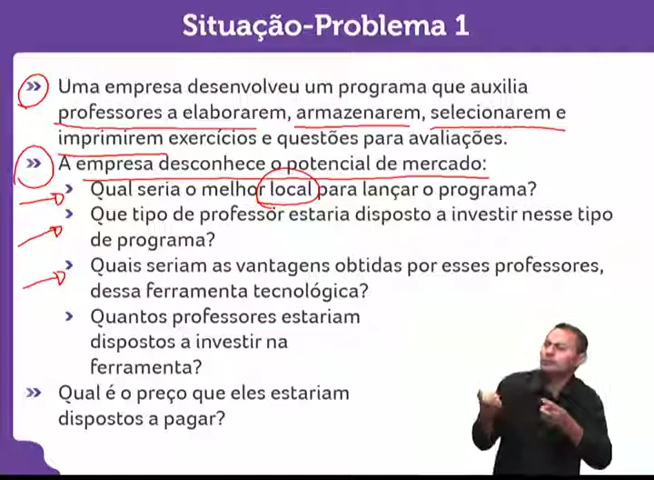 Situação-Problema 1
» Uma empresa desenvolveu um programa que auxilia
professores a elaborarem, armazenarem, selecionarem e
imprimirem exercícios e questões para avaliações.
» A empresa desconhece o potencial de mercado:
› Qual seria o melhor local para lançar o programa?
› Que tipo de professor estaria disposto a investir nesse tipo
de programa?
› Quais seriam as vantagens obtidas por esses professores,
dessa ferramenta tecnológica?
› Quantos professores estariam
dispostos a investir na
ferramenta?
» Qual é o preço que eles estariam
dispostos a pagar?